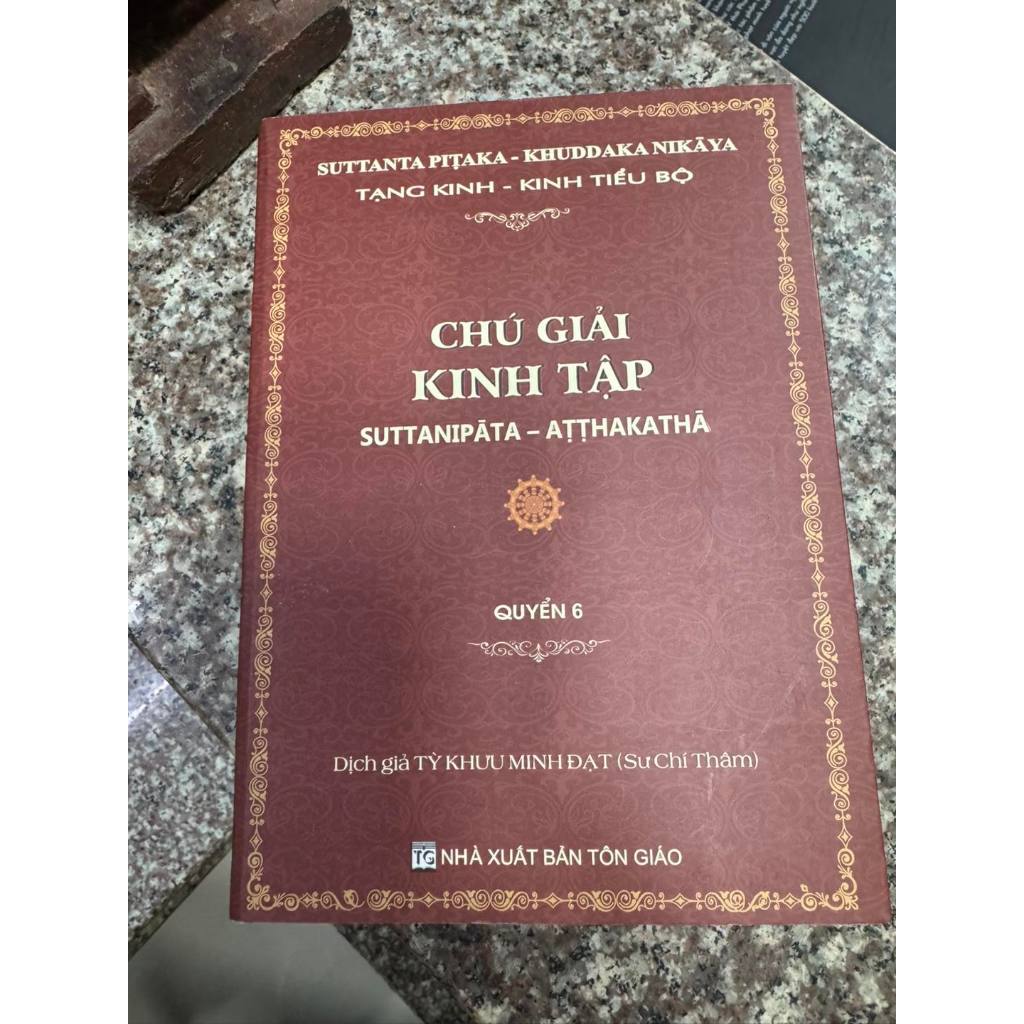 SUTTANTA PIṬAKA - KHUDDAKA NIKĀYA
TẠNG KINH - KINH TIỂU BỘ
CHÚ GIẢI
KINH TẬP
SUTTANIPĀTA – AṬṬHAKATHĀ
QUYỂN 6
Dịch giả TỲ KHƯU MINH ĐẠT (Sư Chí Thâm)
TG NHÀ XUẤT BẢN TÔN GIÁO